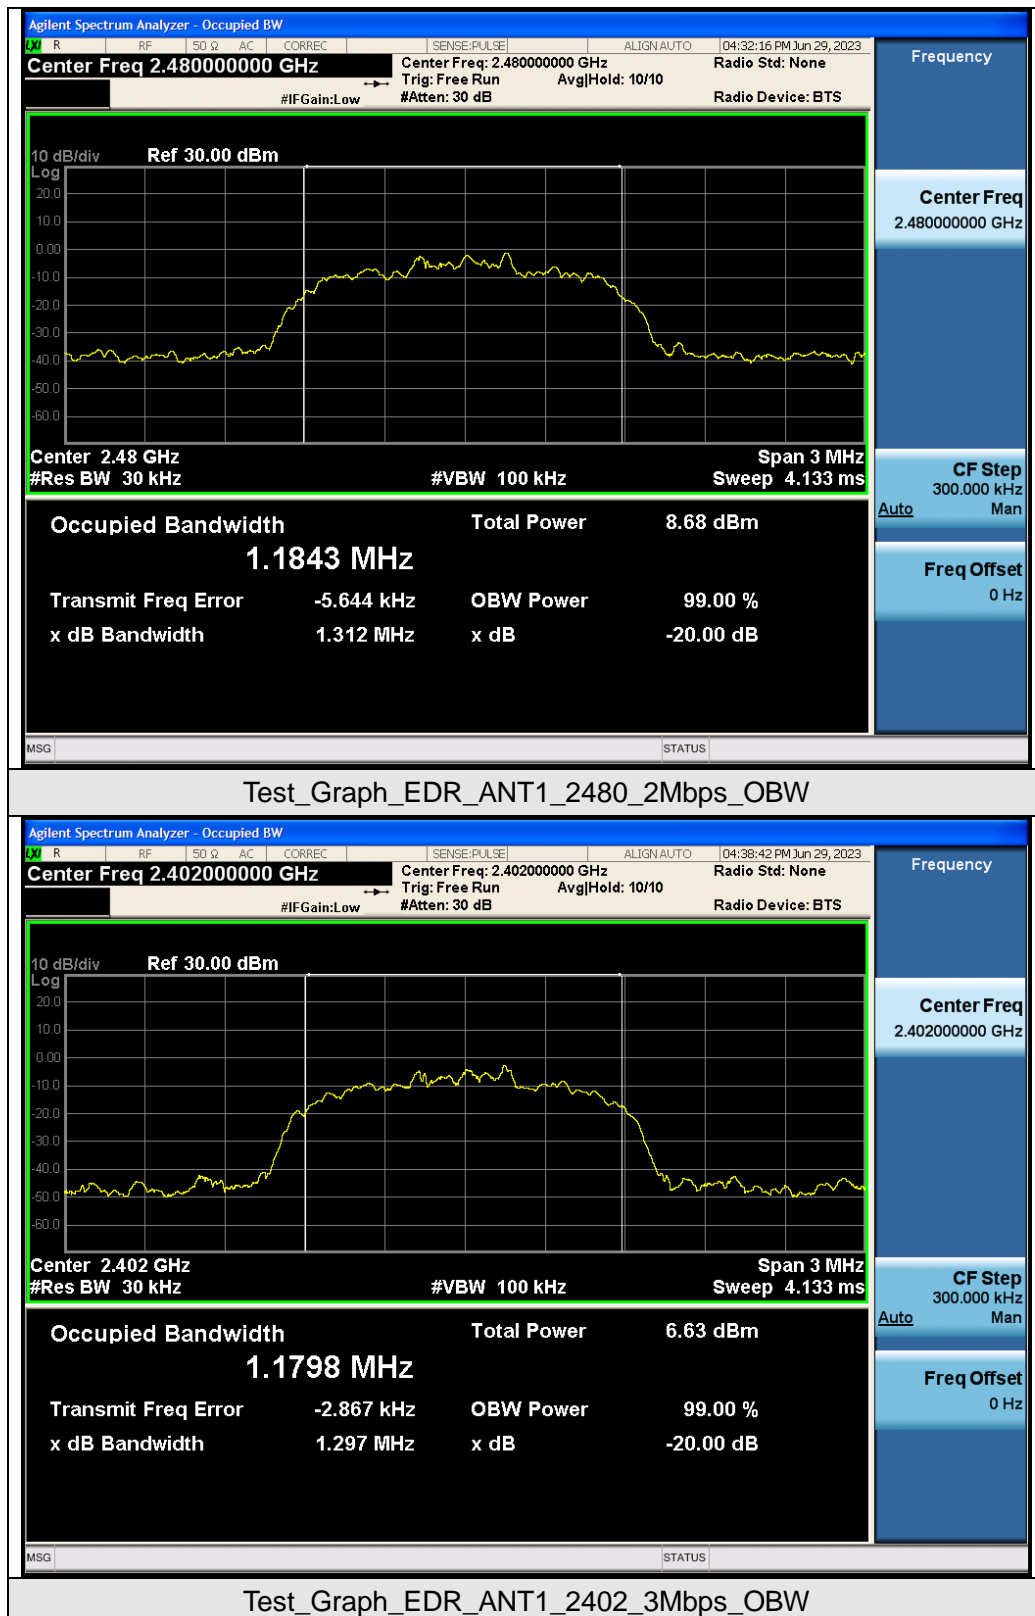 Agilent Spectrum Analyzer - Occupied BW
LXI R RF 50 Ω AC CORREC SENSE:PULSE ALIGN AUTO 04:32:16 PM Jun 29, 2023
Center Freq 2.480000000 GHz
Center Freq: 2.480000000 GHz Radio Std: None
Trig: Free Run Avg|Hold: 10/10
#IFGain:Low #Atten: 30 dB Radio Device: BTS
Frequency
10 dB/div Ref 30.00 dBm
Log
20.0
10.0
0.00
-10.0
-20.0
-30.0
-40.0
-50.0
-60.0
Center 2.48 GHz Span 3 MHz
#Res BW 30 kHz #VBW 100 kHz Sweep 4.133 ms
Center Freq
2.480000000 GHz
CF Step
300.000 kHz
Auto Man
Freq Offset
0 Hz
Occupied Bandwidth Total Power 8.68 dBm
1.1843 MHz
Transmit Freq Error -5.644 kHz OBW Power 99.00 %
x dB Bandwidth 1.312 MHz x dB -20.00 dB
MSG STATUS
Test_Graph_EDR_ANT1_2480_2Mbps_OBW
Agilent Spectrum Analyzer - Occupied BW
LXI R RF 50 Ω AC CORREC SENSE:PULSE ALIGN AUTO 04:38:42 PM Jun 29, 2023
Center Freq 2.402000000 GHz
Center Freq: 2.402000000 GHz Radio Std: None
Trig: Free Run Avg|Hold: 10/10
#IFGain:Low #Atten: 30 dB Radio Device: BTS
Frequency
10 dB/div Ref 30.00 dBm
Log
20.0
10.0
0.00
-10.0
-20.0
-30.0
-40.0
-50.0
-60.0
Center 2.402 GHz Span 3 MHz
#Res BW 30 kHz #VBW 100 kHz Sweep 4.133 ms
Center Freq
2.402000000 GHz
CF Step
300.000 kHz
Auto Man
Freq Offset
0 Hz
Occupied Bandwidth Total Power 6.63 dBm
1.1798 MHz
Transmit Freq Error -2.867 kHz OBW Power 99.00 %
x dB Bandwidth 1.297 MHz x dB -20.00 dB
MSG STATUS
Test_Graph_EDR_ANT1_2402_3Mbps_OBW